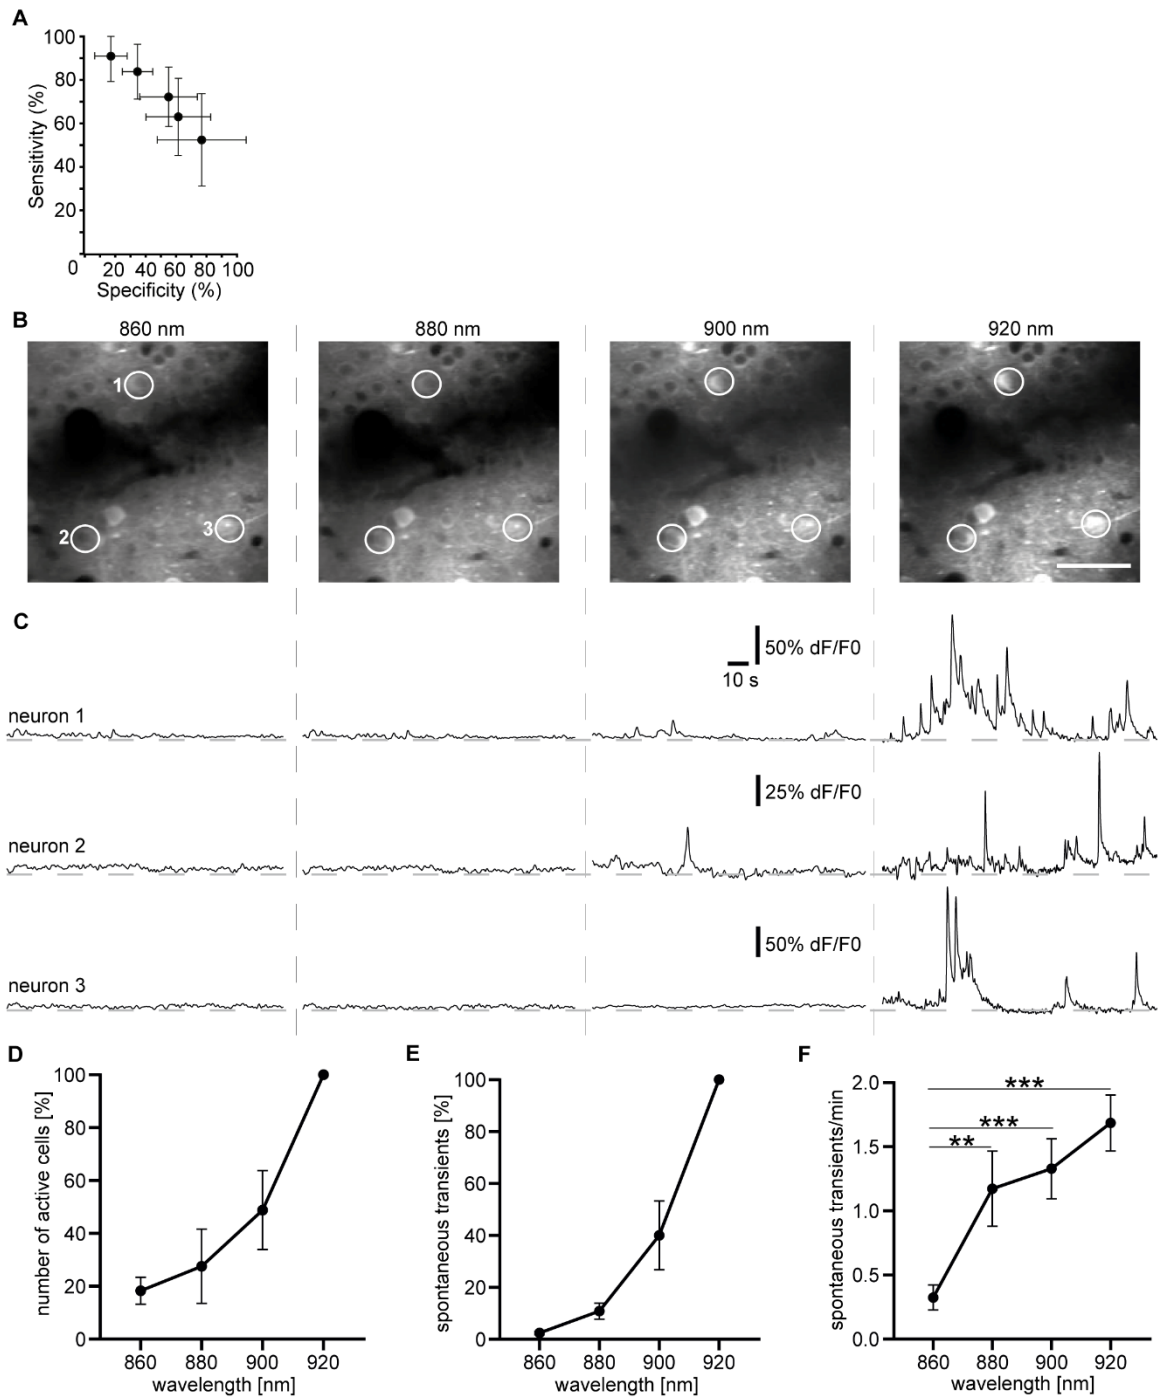 A
Sensitivity (%)
100
80
60
40
20
0
20 40 60 80 100
Specificity (%)
B
860 nm
880 nm
900 nm
920 nm
1
2
3
C
50% dF/F0
10 s
neuron 1
25% dF/F0
neuron 2
50% dF/F0
neuron 3
D
number of active cells [%]
100
80
60
40
20
0
860 880 900 920
wavelength [nm]
E
spontaneous transients [%]
100
80
60
40
20
0
860 880 900 920
wavelength [nm]
F
spontaneous transients/min
2.0
1.5
1.0
0.5
0.0
***
***
**
860 880 900 920
wavelength [nm]